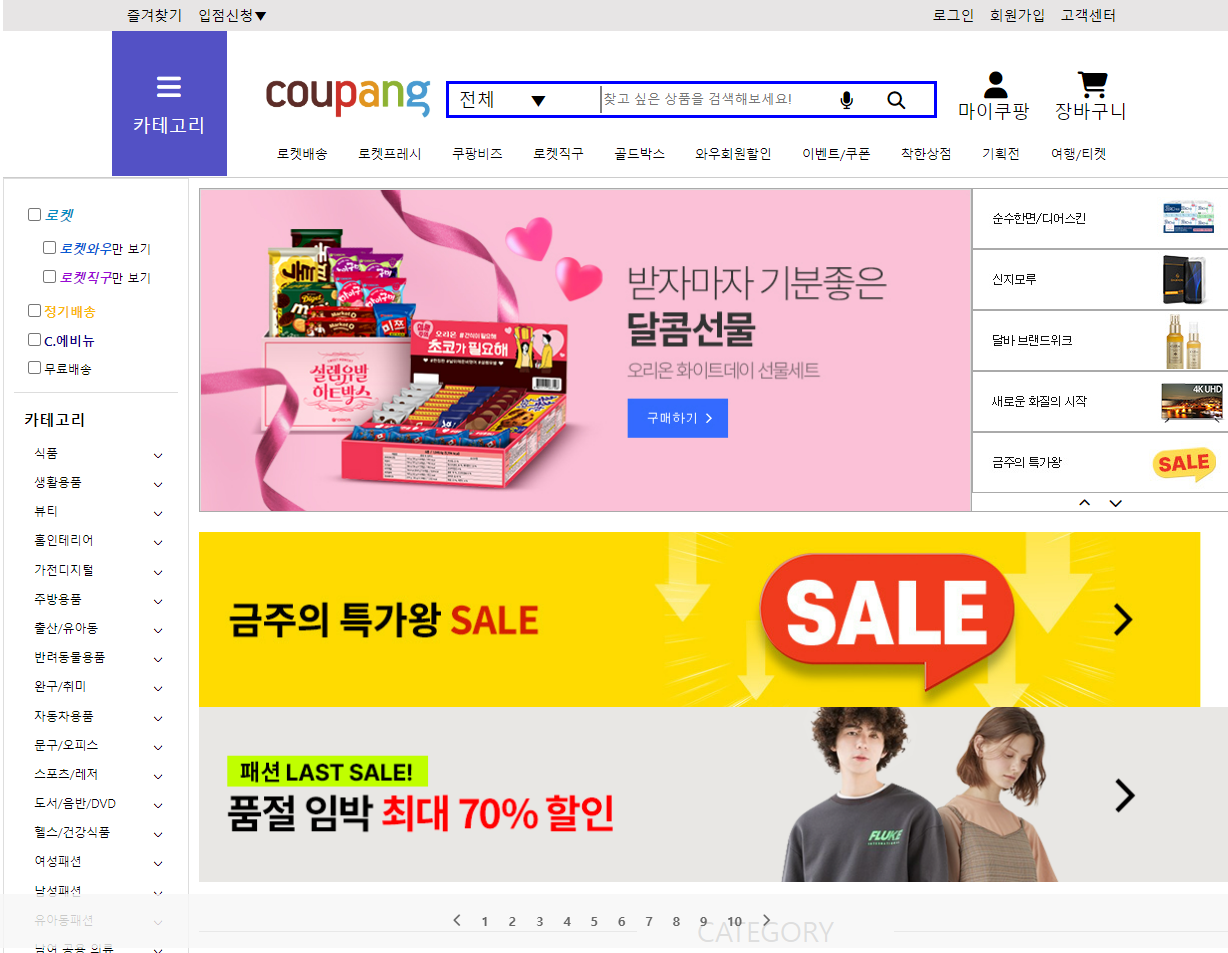 즐겨찾기 입점신청▼ 로그인 회원가입 고객센터
카테고리
coupang
전체 ▼ 찾고 싶은 상품을 검색해보세요!
마이쿠팡 장바구니
로켓배송 로켓프레시 쿠팡비즈 로켓직구 골드박스 와우회원할인 이벤트/쿠폰 착한상점 기획전 여행/티켓
로켓
로켓와우만 보기
로켓직구만 보기
정기배송
C.에비뉴
무료배송
카테고리
식품
생활용품
뷰티
홈인테리어
가전디지털
주방용품
출산/유아동
반려동물용품
완구/취미
자동차용품
문구/오피스
스포츠/레저
도서/음반/DVD
헬스/건강식품
여성패션
남성패션
유아동패션
남여 공용 의류
오리온
초코가 필요해
실렘유발
하트박스
받자마자 기분좋은
달콤선물
오리온 화이트데이 선물세트
구매하기
순수한면/디어스킨
신지모루
달바 브랜드위크
새로운 화질의 시작
4K UHD
금주의 특가왕
SALE
금주의 특가왕 SALE
SALE
패션 LAST SALE!
품절 임박 최대 70% 할인
FLUKE
1 2 3 4 5 6 7 8 9 10
CATEGORY